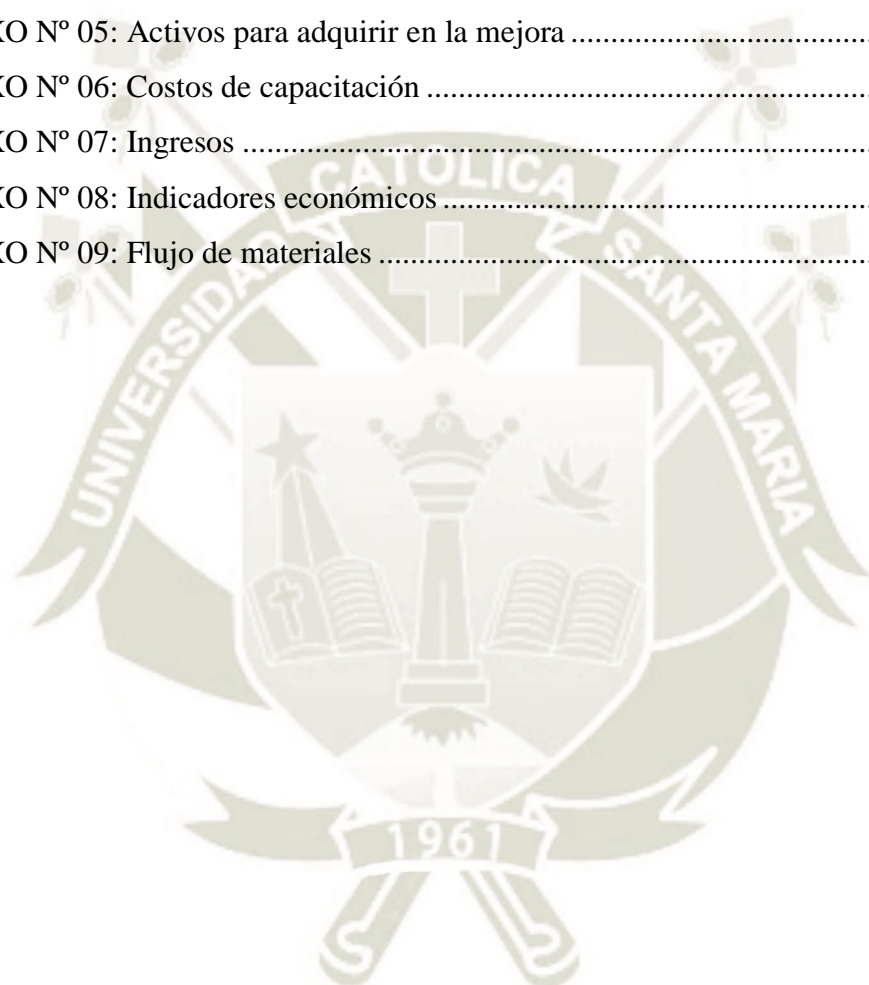 XO Nº 05: Activos para adquirir en la mejora ....................................
XO Nº 06: Costos de capacitación ........................................................
XO Nº 07: Ingresos ...............................................................................
XO Nº 08: Indicadores económicos ......................................................
XO Nº 09: Flujo de materiales ..............................................................
UNIVERSIDAD CATOLICA SANTA MARIA
1961